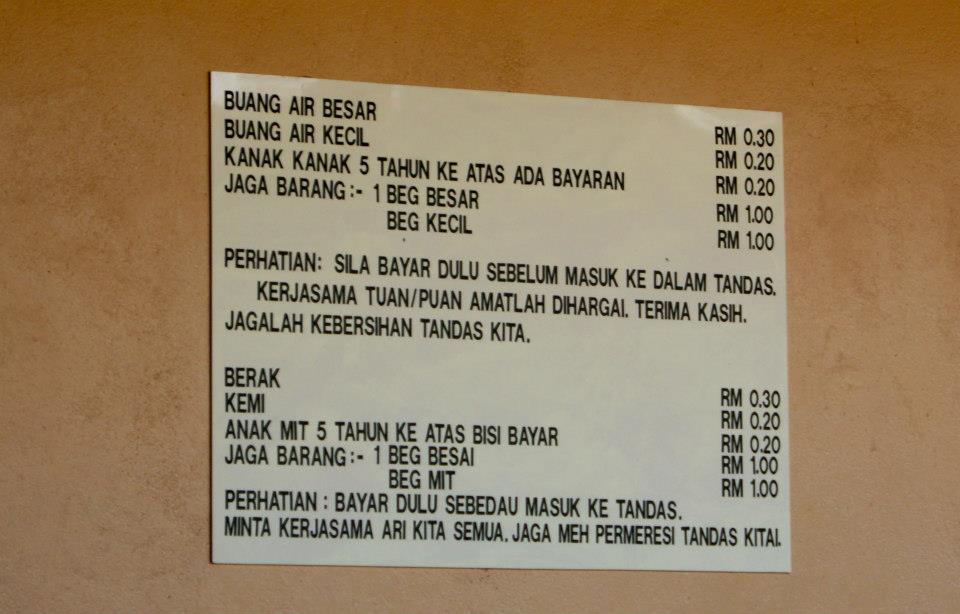 BUANG AIR BESAR RM 0.30
BUANG AIR KECIL RM 0.20
KANAK KANAK 5 TAHUN KE ATAS ADA BAYARAN RM 0.20
JAGA BARANG:- 1 BEG BESAR RM 1.00
BEG KECIL RM 1.00
PERHATIAN: SILA BAYAR DULU SEBELUM MASUK KE DALAM TANDAS.
KERJASAMA TUAN/PUAN AMATLAH DIHARGAI. TERIMA KASIH.
JAGALAH KEBERSIHAN TANDAS KITA.
BERAK RM 0.30
KEMI RM 0.20
ANAK MIT 5 TAHUN KE ATAS BISI BAYAR RM 0.20
JAGA BARANG:- 1 BEG BESAI RM 1.00
BEG MIT RM 1.00
PERHATIAN : BAYAR DULU SEBEDAU MASUK KE TANDAS.
MINTA KERJASAMA ARI KITA SEMUA. JAGA MEH PERMERESI TANDAS KITAI.